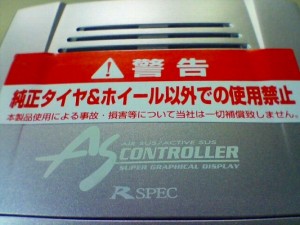 警告
純正タイヤ&ホイール以外での使用禁止
本製品使用による事故・損害等について当社は一切補償致しません。
AIR SUS/ACTIVE SUS
AS CONTROLLER
SUPER GRAPHICAL DISPLAY
R SPEC